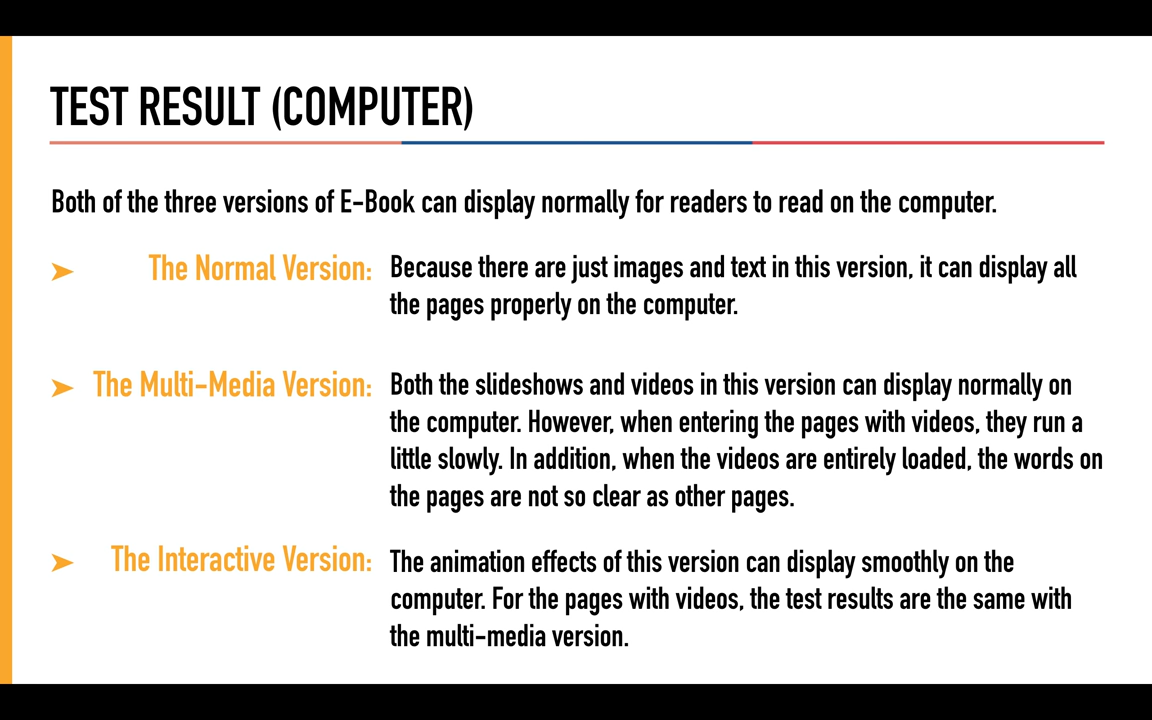 TEST RESULT (COMPUTER)
Both of the three versions of E-Book can display normally for readers to read on the computer.
➤ The Normal Version: Because there are just images and text in this version, it can display all
the pages properly on the computer.
➤ The Multi-Media Version: Both the slideshows and videos in this version can display normally on
the computer. However, when entering the pages with videos, they run a
little slowly. In addition, when the videos are entirely loaded, the words on
the pages are not so clear as other pages.
➤ The Interactive Version: The animation effects of this version can display smoothly on the
computer. For the pages with videos, the test results are the same with
the multi-media version.